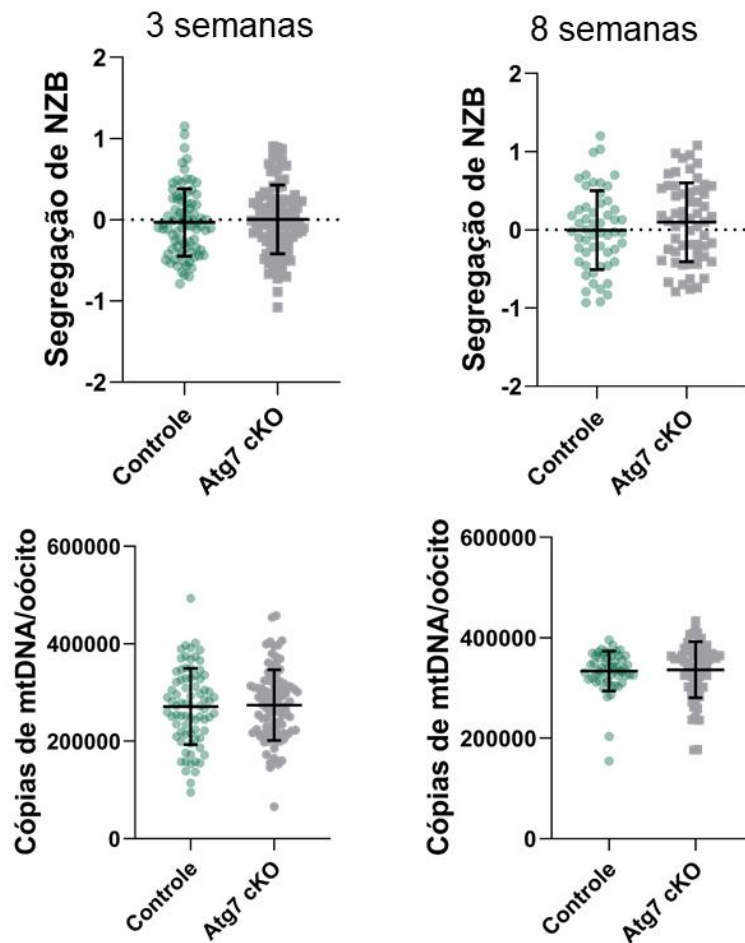 3 semanas
8 semanas
Segregação de NZB
2
1
0
-1
-2
Controle
Atg7 cKO
Segregação de NZB
2
1
0
-1
-2
Controle
Atg7 cKO
Cópias de mtDNA/oócito
600000
400000
200000
0
Controle
Atg7 cKO
Cópias de mtDNA/oócito
600000
400000
200000
0
Controle
Atg7 cKO